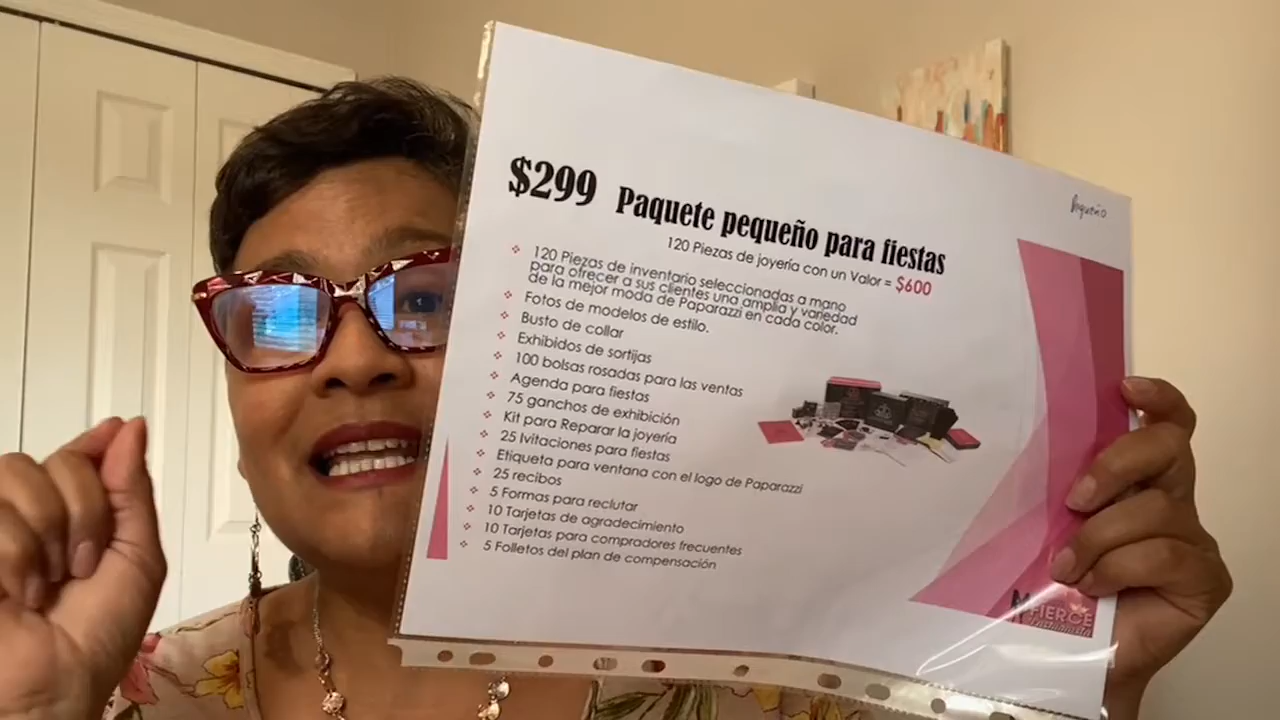 Pequeño
$299 Paquete pequeño para fiestas
120 Piezas de joyería con un Valor = $600
120 Piezas de inventario seleccionadas a mano
para ofrecer a sus clientes una amplia y variedad
de la mejor moda de Paparazzi en cada color.
Fotos de modelos de estilo.
Busto de collar
Exhibidos de sortijas
100 bolsas rosadas para las ventas
Agenda para fiestas
75 ganchos de exhibición
Kit para Reparar la joyería
25 Ivitaciones para fiestas
Etiqueta para ventana con el logo de Paparazzi
25 recibos
5 Formas para reclutar
10 Tarjetas de agradecimiento
10 Tarjetas para compradores frecuentes
5 Folletos del plan de compensación
FIERCE
Fashionista